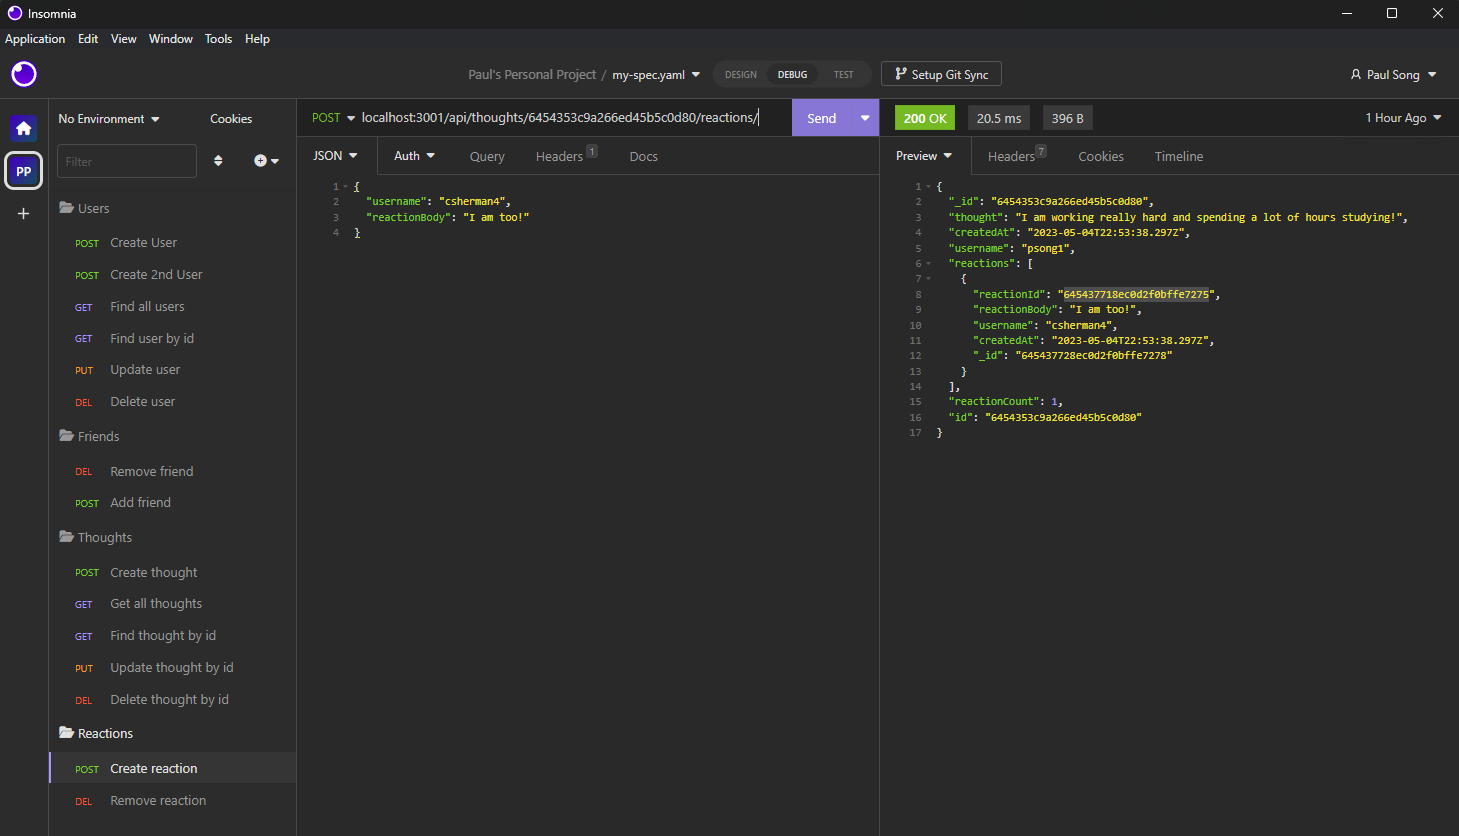 Insomnia
Application Edit View Window Tools Help
Paul's Personal Project / my-spec.yaml DESIGN DEBUG TEST Setup Git Sync Paul Song
No Environment Cookies
POST localhost:3001/api/thoughts/6454353c9a266ed45b5c0d80/reactions/ Send
200 OK 20.5 ms 396 B 1 Hour Ago
Filter
PP
Users
POST Create User
POST Create 2nd User
GET Find all users
GET Find user by id
PUT Update user
DEL Delete user
Friends
DEL Remove friend
POST Add friend
Thoughts
POST Create thought
GET Get all thoughts
GET Find thought by id
PUT Update thought by id
DEL Delete thought by id
Reactions
POST Create reaction
DEL Remove reaction
JSON Auth Query Headers 1 Docs
1 {
2 "username": "csherman4",
3 "reactionBody": "I am too!"
4 }
Preview Headers 7 Cookies Timeline
1 {
2 "_id": "6454353c9a266ed45b5c0d80",
3 "thought": "I am working really hard and spending a lot of hours studying!",
4 "createdAt": "2023-05-04T22:53:38.297Z",
5 "username": "psong1",
6 "reactions": [
7 {
8 "reactionId": "645437718ec0d2f0bffe7275",
9 "reactionBody": "I am too!",
10 "username": "csherman4",
11 "createdAt": "2023-05-04T22:53:38.297Z",
12 "_id": "645437728ec0d2f0bffe7278"
13 }
14 ],
15 "reactionCount": 1,
16 "id": "6454353c9a266ed45b5c0d80"
17 }